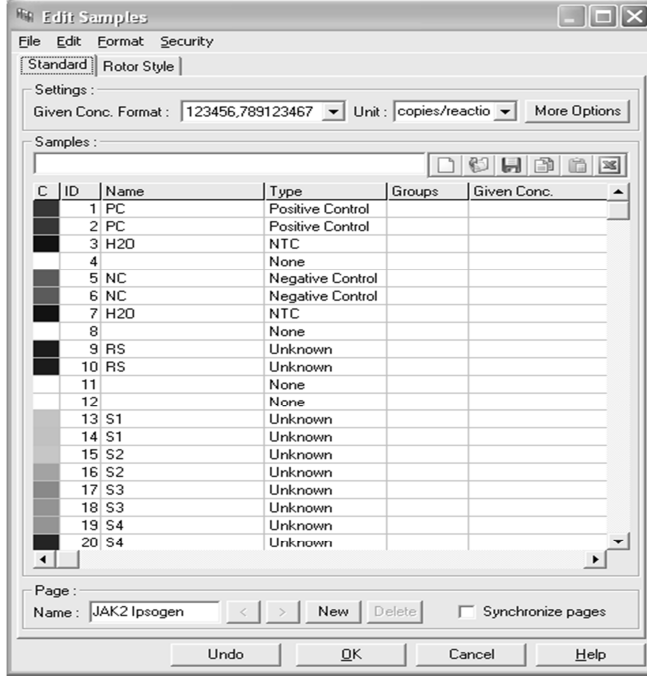 Edit Samples
File Edit Format Security
Standard Rotor Style
Settings :
Given Conc. Format : 123456,789123467 Unit : copies/reactio More Options
Samples :
C ID Name Type Groups Given Conc.
1 PC Positive Control
2 PC Positive Control
3 H2O NTC
4 None
5 NC Negative Control
6 NC Negative Control
7 H2O NTC
8 None
9 RS Unknown
10 RS Unknown
11 None
12 None
13 S1 Unknown
14 S1 Unknown
15 S2 Unknown
16 S2 Unknown
17 S3 Unknown
18 S3 Unknown
19 S4 Unknown
20 S4 Unknown
Page :
Name : JAK2 Ipsogen < > New Delete Synchronize pages
Undo OK Cancel Help